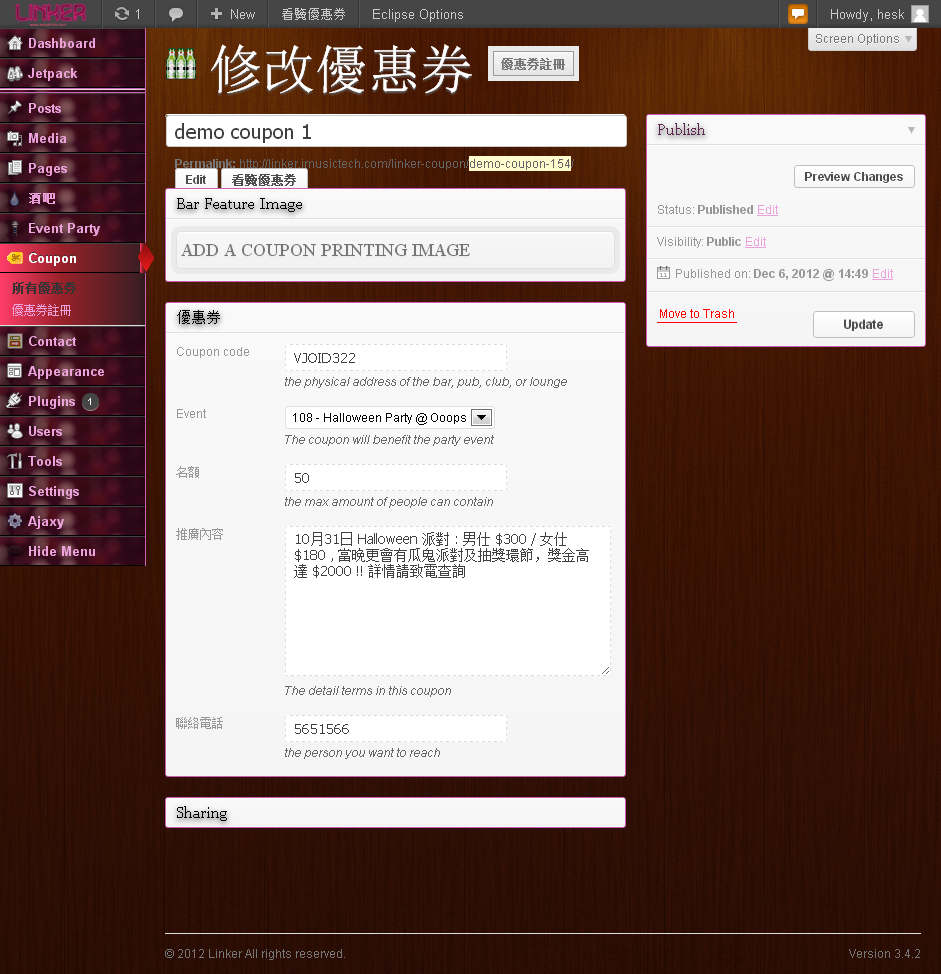 LINKER
1
+ New
看覽優惠券
Eclipse Options
Howdy, hesk
Screen Options
Dashboard
Jetpack
Posts
Media
Pages
酒吧
Event Party
Coupon
所有優惠券
優惠券註冊
Contact
Appearance
Plugins 1
Users
Tools
Settings
Ajaxy
Hide Menu
修改優惠券
優惠券註冊
demo coupon 1
Permalink: http://linker.imusictech.com/linker-coupon/demo-coupon-154/
Edit
看覽優惠券
Bar Feature Image
ADD A COUPON PRINTING IMAGE
優惠券
Coupon code
VJOID322
the physical address of the bar, pub, club, or lounge
Event
108 - Halloween Party @ Ooops
The coupon will benefit the party event
名額
50
the max amount of people can contain
推廣內容
10月31日 Halloween 派對 : 男仕 $300 / 女仕
$180 , 當晚更會有瓜鬼派對及抽獎環節，獎金高
達 $2000 !! 詳情請致電查詢
The detail terms in this coupon
聯絡電話
5651566
the person you want to reach
Sharing
Publish
Preview Changes
Status: Published Edit
Visibility: Public Edit
Published on: Dec 6, 2012 @ 14:49 Edit
Move to Trash
Update
© 2012 Linker All rights reserved.
Version 3.4.2